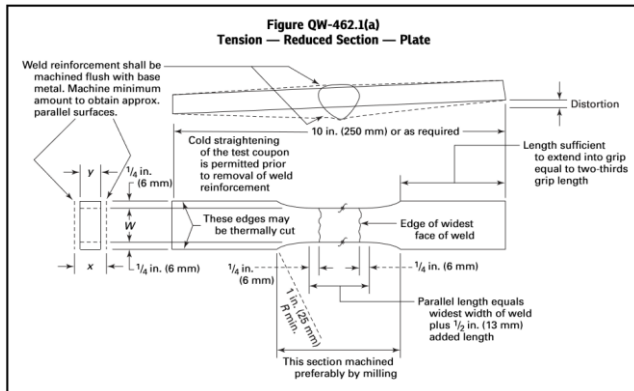 Figure QW-462.1(a)
Tension — Reduced Section — Plate
Weld reinforcement shall be
machined flush with base
metal. Machine minimum
amount to obtain approx.
parallel surfaces.
Distortion
10 in. (250 mm) or as required
Cold straightening
of the test coupon
is permitted prior
to removal of weld
reinforcement
Length sufficient
to extend into grip
equal to two-thirds
grip length
y
1/4 in.
(6 mm)
W
x
1/4 in. (6 mm)
These edges may
be thermally cut
Edge of widest
face of weld
1/4 in.
(6 mm)
1/4 in. (6 mm)
1 in. (25 mm)
R min.
Parallel length equals
widest width of weld
plus 1/2 in. (13 mm)
added length
This section machined
preferably by milling